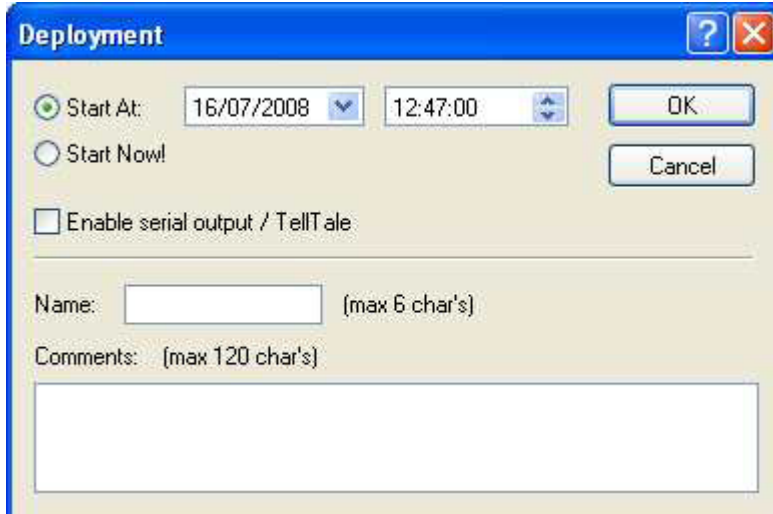 Deployment
Start At: 16/07/2008 12:47:00 OK
Start Now!
Cancel
Enable serial output / TellTale
Name: (max 6 char's)
Comments: (max 120 char's)